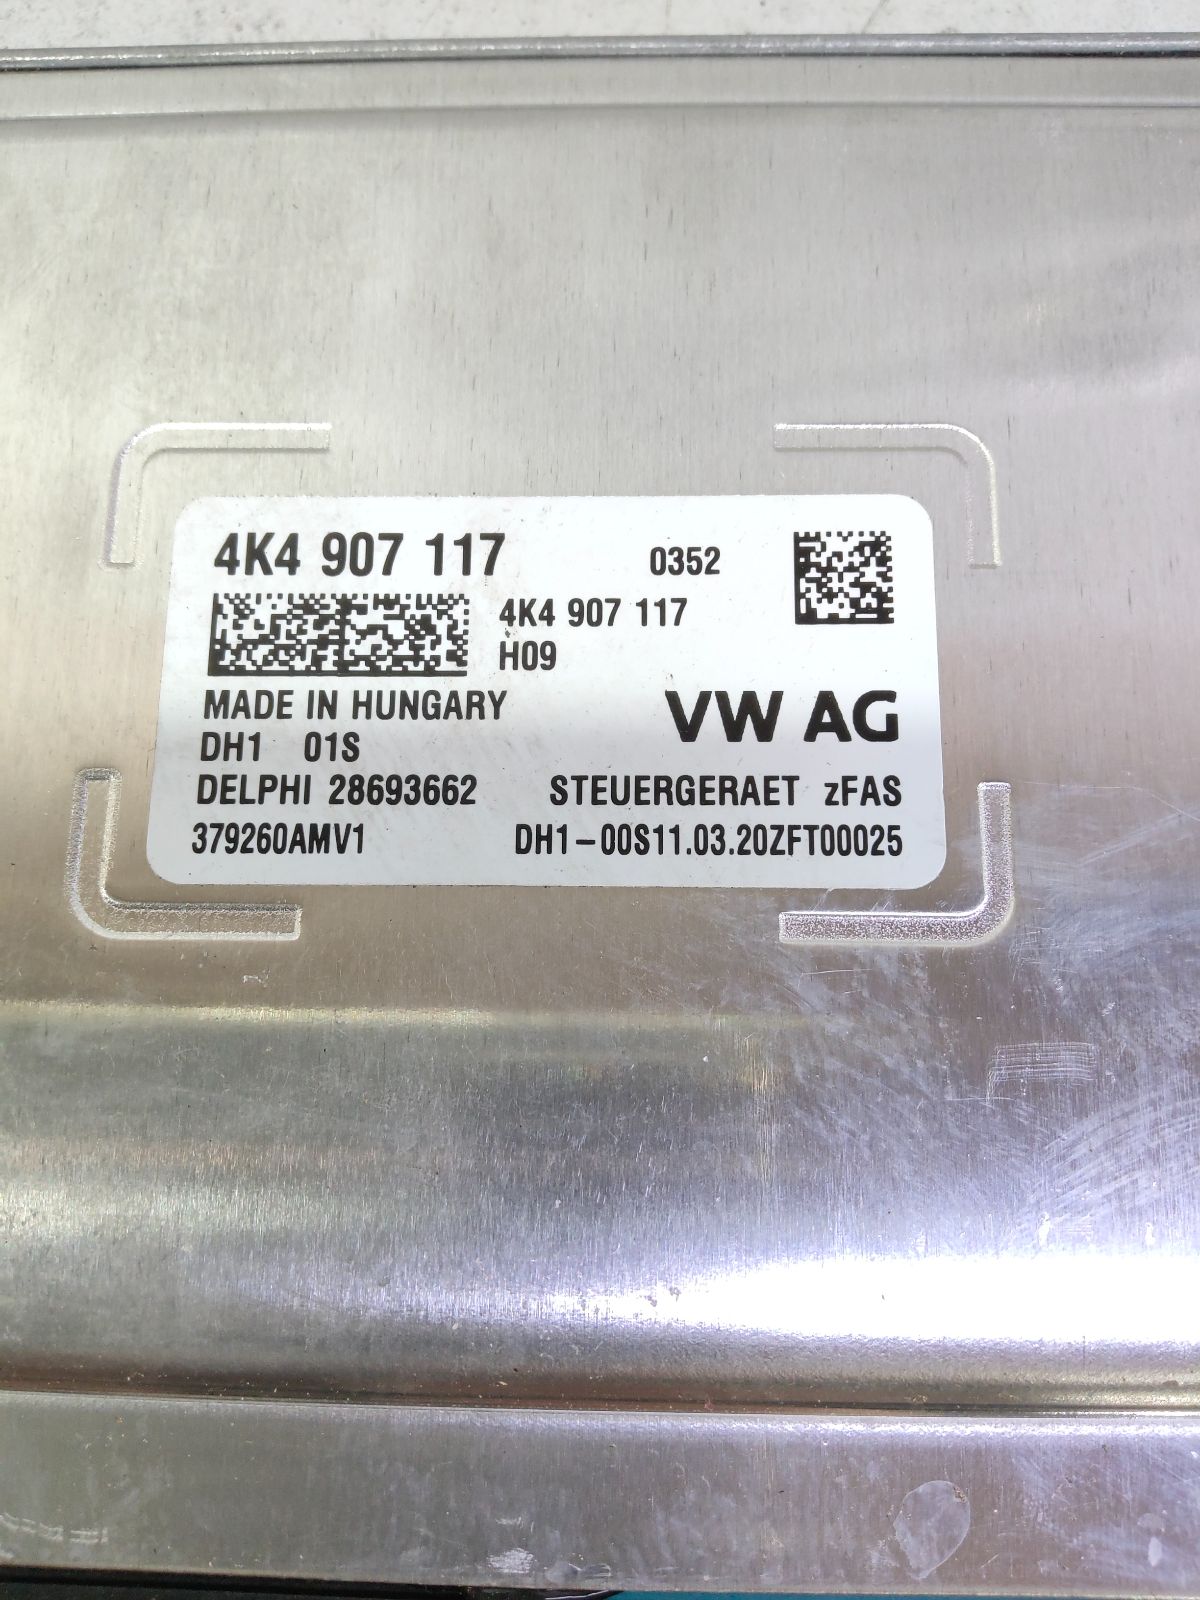 4K4 907 117 0352
4K4 907 117
H09
MADE IN HUNGARY
VW AG
DH1 01S
DELPHI 28693662 STEUERGERAET zFAS
379260AMV1 DH1-00S11.03.20ZFT00025